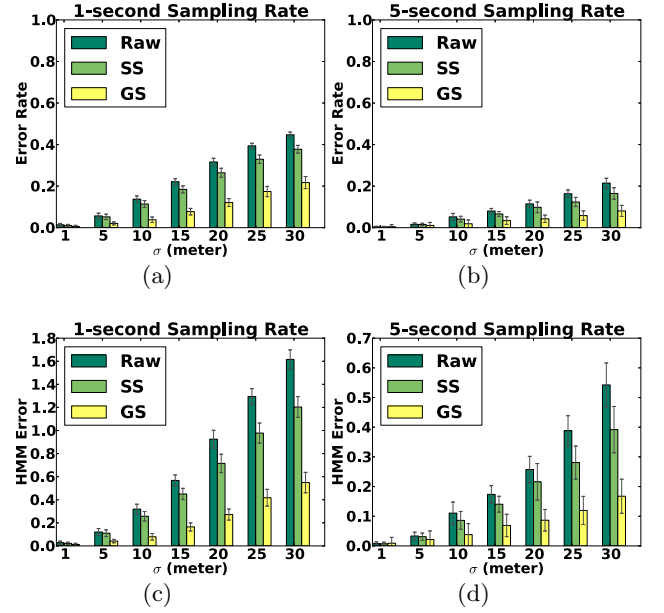 1-second Sampling Rate
1.0
0.8
0.6
0.4
0.2
0.0
Error Rate
Raw
SS
GS
1 5 10 15 20 25 30
σ (meter)
(a)
5-second Sampling Rate
1.0
0.8
0.6
0.4
0.2
0.0
Error Rate
Raw
SS
GS
1 5 10 15 20 25 30
σ (meter)
(b)
1-second Sampling Rate
1.8
1.6
1.4
1.2
1.0
0.8
0.6
0.4
0.2
0.0
HMM Error
Raw
SS
GS
1 5 10 15 20 25 30
σ (meter)
(c)
5-second Sampling Rate
0.7
0.6
0.5
0.4
0.3
0.2
0.1
0.0
HMM Error
Raw
SS
GS
1 5 10 15 20 25 30
σ (meter)
(d)